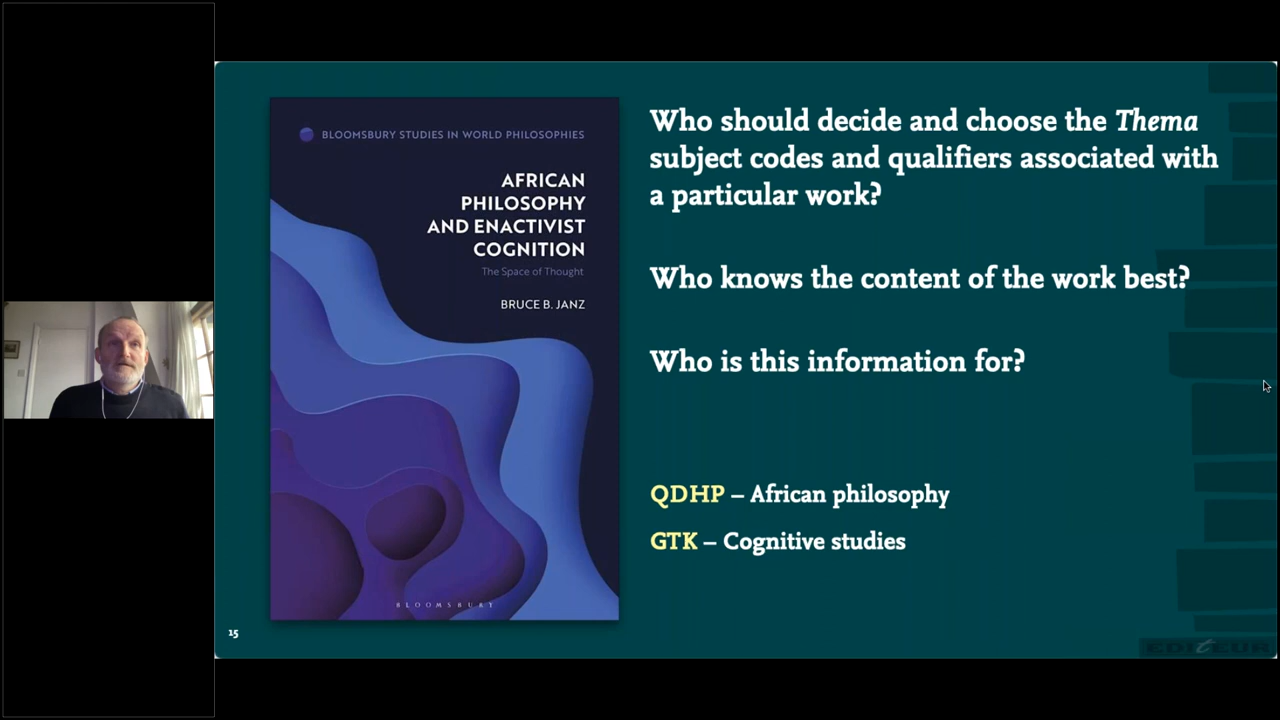 BLOOMSBURY STUDIES IN WORLD PHILOSOPHIES
AFRICAN
PHILOSOPHY
AND ENACTIVIST
COGNITION
The Space of Thought
BRUCE B. JANZ
BLOOMSBURY
Who should decide and choose the Thema
subject codes and qualifiers associated with
a particular work?
Who knows the content of the work best?
Who is this information for?
QDHP – African philosophy
GTK – Cognitive studies
15
EDITEUR